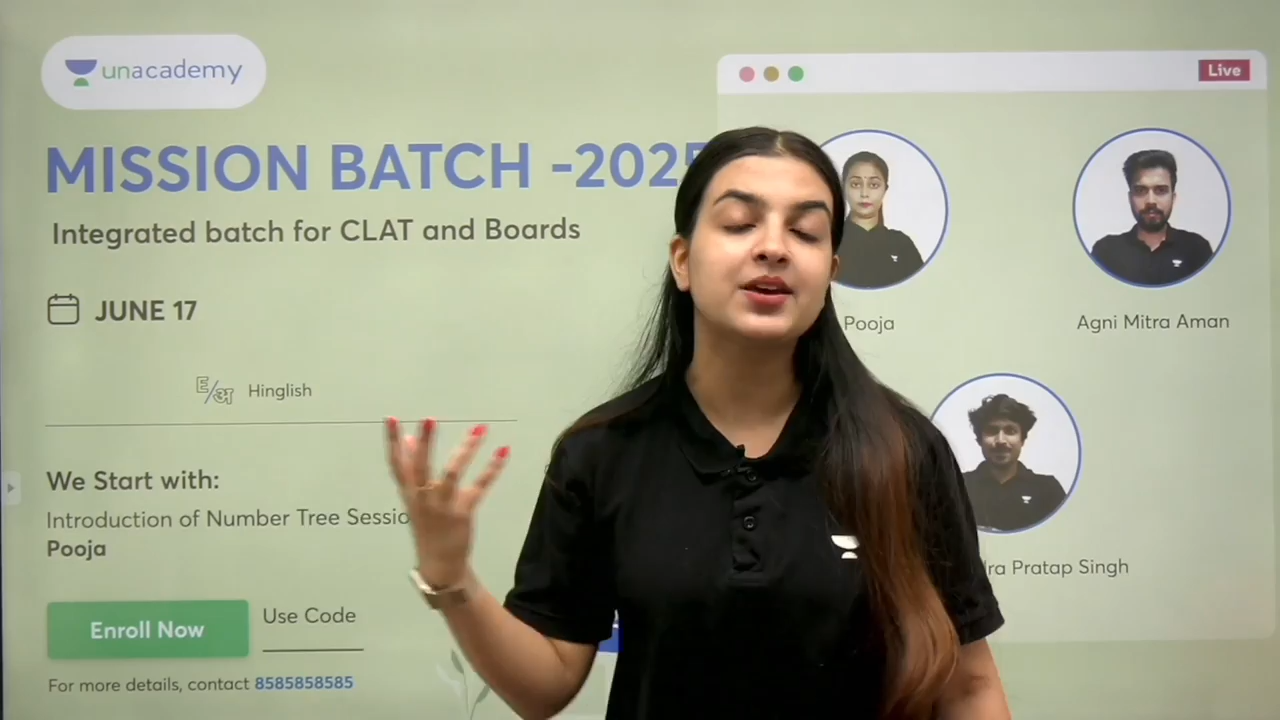 unacademy
Live
MISSION BATCH -2025
Integrated batch for CLAT and Boards
JUNE 17
E/अ Hinglish
We Start with:
Introduction of Number Tree Sessio
Pooja
Enroll Now
Use Code
For more details, contact 8585858585
Pooja
Agni Mitra Aman
Pratap Singh